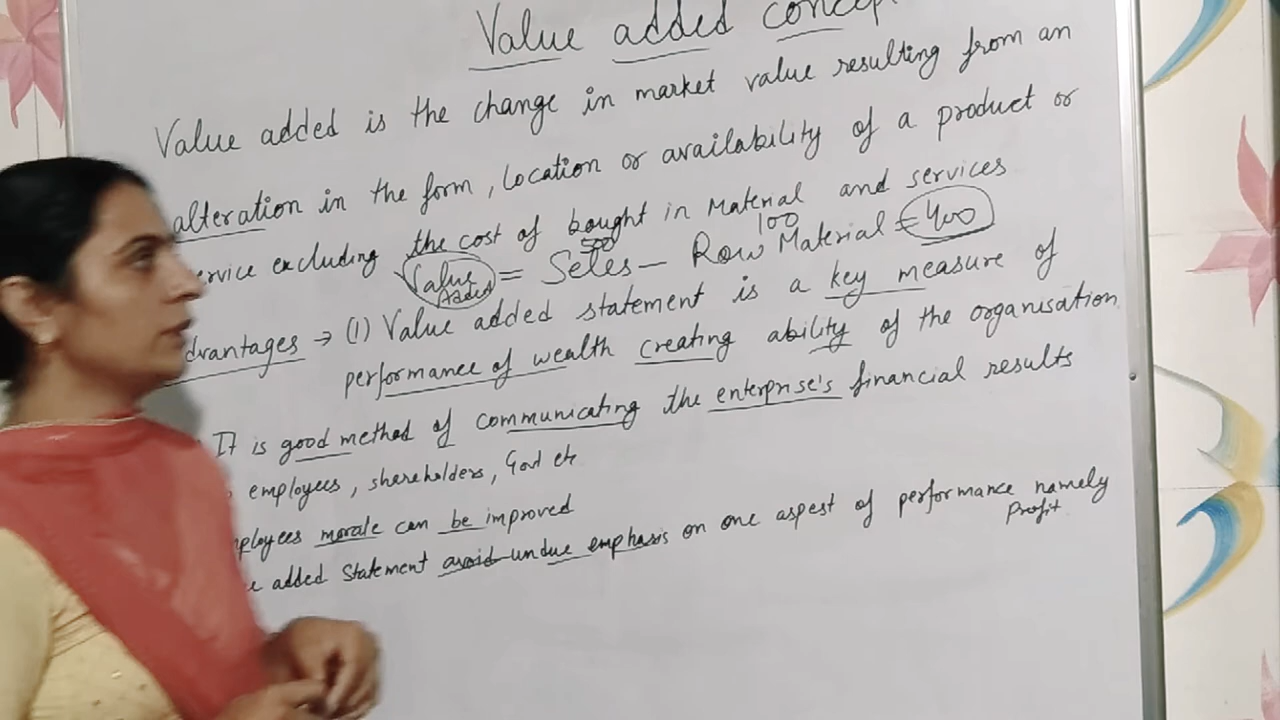 Value added concep
Value added is the change in market value resulting from an
alteration in the form, location or availability of a product or
ervice excluding the cost of bought in Material and services
500 100
Value Added = Seles - Row Material = 400
dvantages → (1) Value added statement is a key measure of
performance of wealth creating ability of the organisation
It is good method of communicating the enterprise's financial results
employees, shareholders, Govt etc
ployees morale can be improved
e added Statement avoid undue emphasis on one aspest of performance namely
Profit